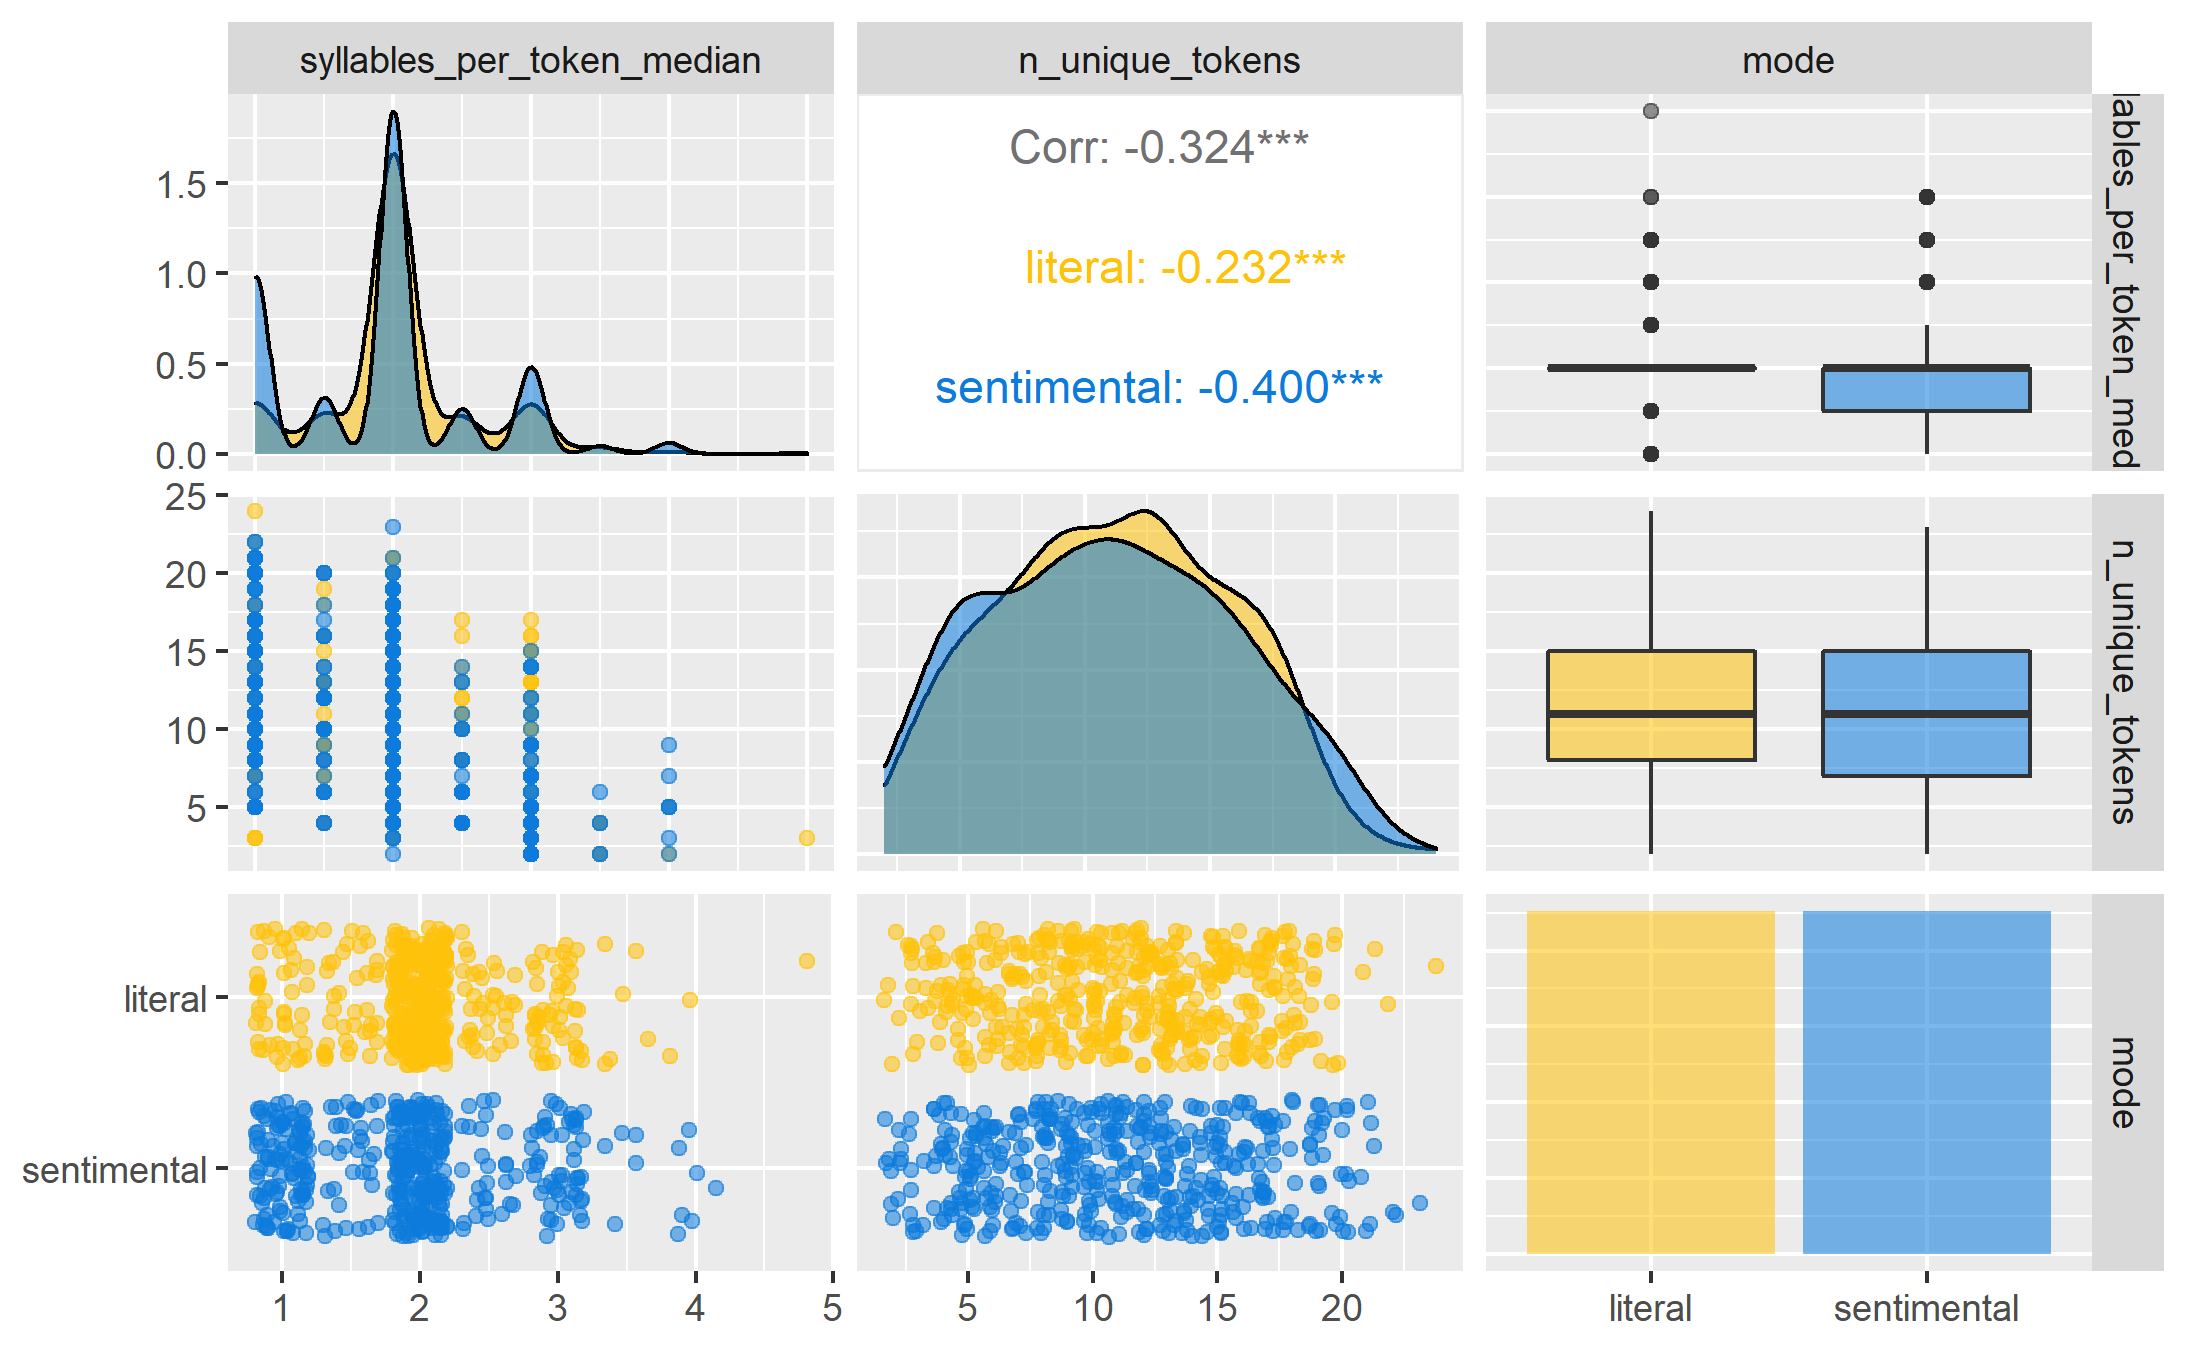 syllables_per_token_median
n_unique_tokens
mode
1.5
1.0
0.5
0.0
Corr: -0.324***
literal: -0.232***
sentimental: -0.400***
lables_per_token_med
25
20
15
10
5
n_unique_tokens
literal
sentimental
mode
1
2
3
4
5
5
10
15
20
literal
sentimental